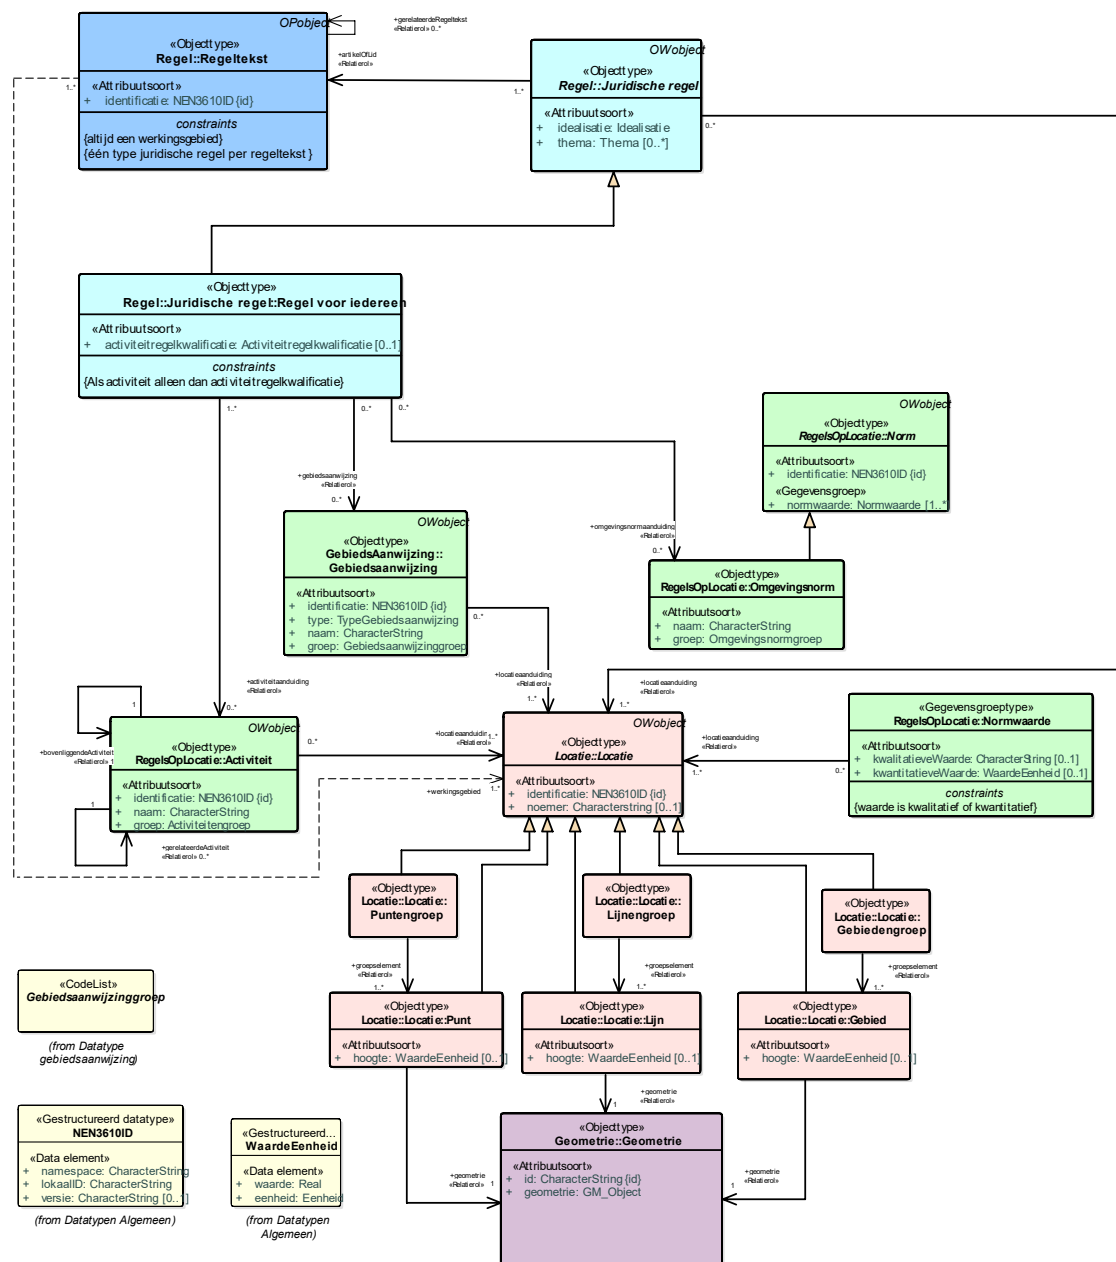 OPobject
«Objecttype»
Regel::Regeltekst
«Attribuutsoort»
+ identificatie: NEN3610ID {id}
constraints
{altijd een werkingsgebied}
{één type juridische regel per regeltekst }
+gerelateerdeRegeltekst
«Relatierol» 0..*
+artikelOfLid
«Relatierol»
1..*
1..*
OWobject
«Objecttype»
Regel::Juridische regel
«Attribuutsoort»
+ idealisatie: Idealisatie
+ thema: Thema [0..*]
0..*
«Objecttype»
Regel::Juridische regel::Regel voor iedereen
«Attribuutsoort»
+ activiteitregelkwalificatie: Activiteitregelkwalificatie [0..1]
constraints
{Als activiteit alleen dan activiteitregelkwalificatie}
1..*
0..*
0..*
OWobject
«Objecttype»
RegelsOpLocatie::Norm
«Attribuutsoort»
+ identificatie: NEN3610ID {id}
«Gegevensgroep»
+ normwaarde: Normwaarde [1..*
+gebiedsaanwijzing
«Relatierol»
0..*
OWobject
«Objecttype»
GebiedsAanwijzing::
Gebiedsaanwijzing
«Attribuutsoort»
+ identificatie: NEN3610ID {id}
+ type: TypeGebiedsaanwijzing
+ naam: CharacterString
+ groep: Gebiedsaanwijzinggroep
0..*
+omgevingsnormaanduiding
«Relatierol»
0..*
«Objecttype»
RegelsOpLocatie::Omgevingsnorm
«Attribuutsoort»
+ naam: CharacterString
+ groep: Omgevingsnormgroep
+activiteitaanduiding
«Relatierol»
0..*
+locatieaanduiding
«Relatierol»
1..*
+locatieaanduiding
«Relatierol»
1..*
1
+bovenliggendeActiviteit
«Relatierol» 1
OWobject
«Objecttype»
RegelsOpLocatie::Activiteit
«Attribuutsoort»
+ identificatie: NEN3610ID {id}
+ naam: CharacterString
+ groep: Activiteitengroep
1
+gerelateerdeActiviteit
«Relatierol» 0..*
0..*
+locatieaanduidir 1..*
«Relatierol»
+werkingsgebied
1..*
OWobject
«Objecttype»
Locatie::Locatie
«Attribuutsoort»
+ identificatie: NEN3610ID {id}
+ noemer: Characterstring [0..1]
+locatieaanduiding
«Relatierol»
1..*
0..*
«Gegevensgroeptype»
RegelsOpLocatie::Normwaarde
+ kwalitatieveWaarde: CharacterString [0..1]
+ kwantitatieveWaarde: WaardeEenheid [0..1]
constraints
{waarde is kwalitatief of kwantitatief}
«Objecttype»
Locatie::Locatie::
Puntengroep
«Objecttype»
Locatie::Locatie::
Lijnengroep
«Objecttype»
Locatie::Locatie::
Gebiedengroep
+groepselement
«Relatierol»
1..*
+groepselement
«Relatierol»
1..*
+groepselement
«Relatierol»
1..*
«Objecttype»
Locatie::Locatie::Punt
«Attribuutsoort»
+ hoogte: WaardeEenheid [0..1]
«Objecttype»
Locatie::Locatie::Lijn
«Attribuutsoort»
+ hoogte: WaardeEenheid [0..1]
«Objecttype»
Locatie::Locatie::Gebied
«Attribuutsoort»
+ hoogte: WaardeEenheid [0..1]
«CodeList»
Gebiedsaanwijzinggroep
(from Datatype
gebiedsaanwijzing)
+geometrie
«Relatierol»
1
«Gestructureerd datatype»
NEN3610ID
«Data element»
+ namespace: CharacterString
+ lokaalID: CharacterString
+ versie: CharacterString [0..1]
(from Datatypen Algemeen)
«Gestructureerd...
WaardeEenheid
«Data element»
+ waarde: Real
+ eenheid: Eenheid
(from Datatypen
Algemeen)
+geometrie
«Relatierol» 1
«Objecttype»
Geometrie::Geometrie
«Attribuutsoort»
+ id: CharacterString {id}
+ geometrie: GM_Object
+geometrie
1 «Relatierol»